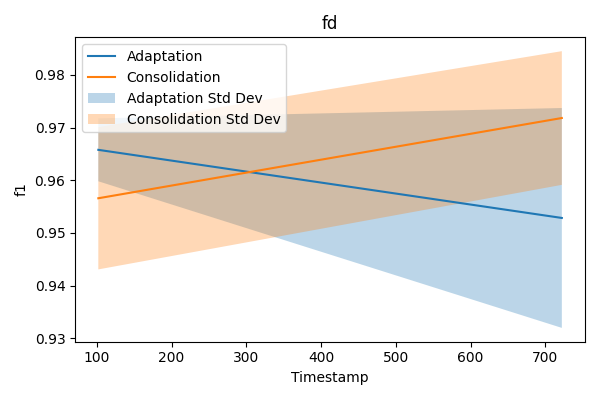 fd
Adaptation
Consolidation
Adaptation Std Dev
Consolidation Std Dev
0.98
0.97
0.96
0.95
0.94
0.93
f1
100 200 300 400 500 600 700
Timestamp